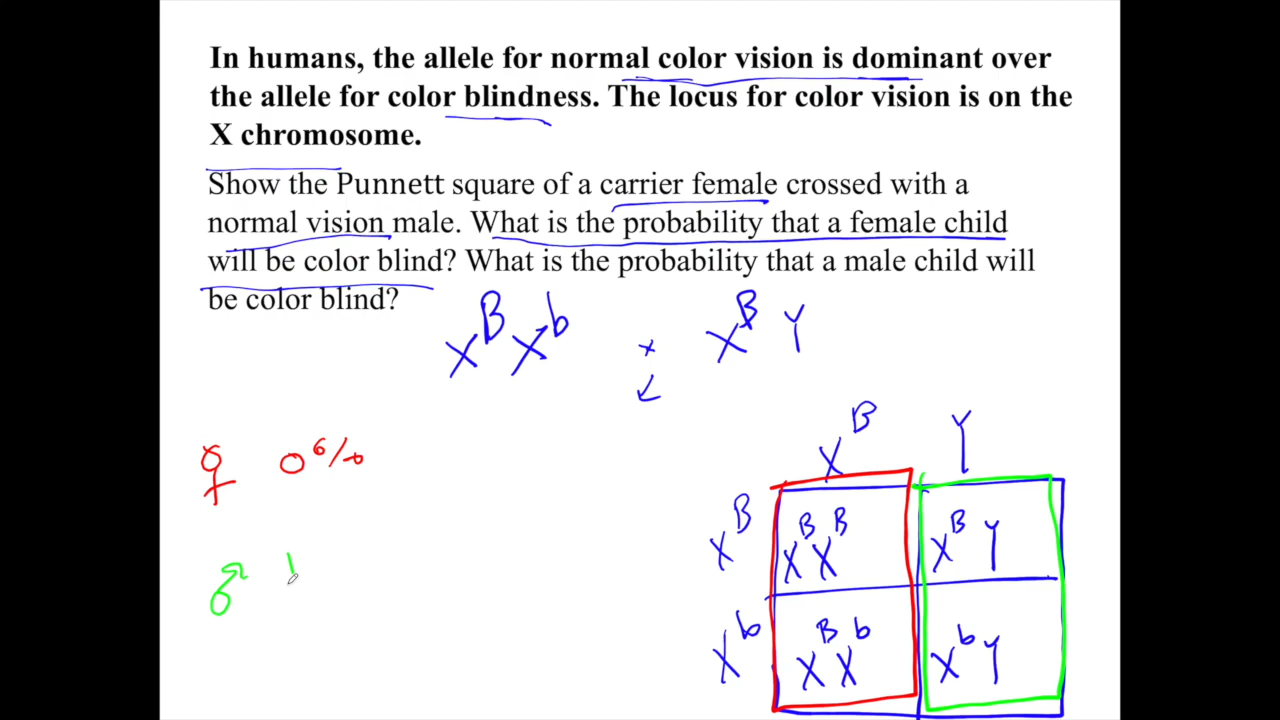 In humans, the allele for normal color vision is dominant over
the allele for color blindness. The locus for color vision is on the
X chromosome.
Show the Punnett square of a carrier female crossed with a
normal vision male. What is the probability that a female child
will be color blind? What is the probability that a male child will
be color blind?
X^B X^b × X^B Y
X^B Y
♀ 0%
X^B X^B X^B X^B Y
♂
X^b X^B X^b X^b Y